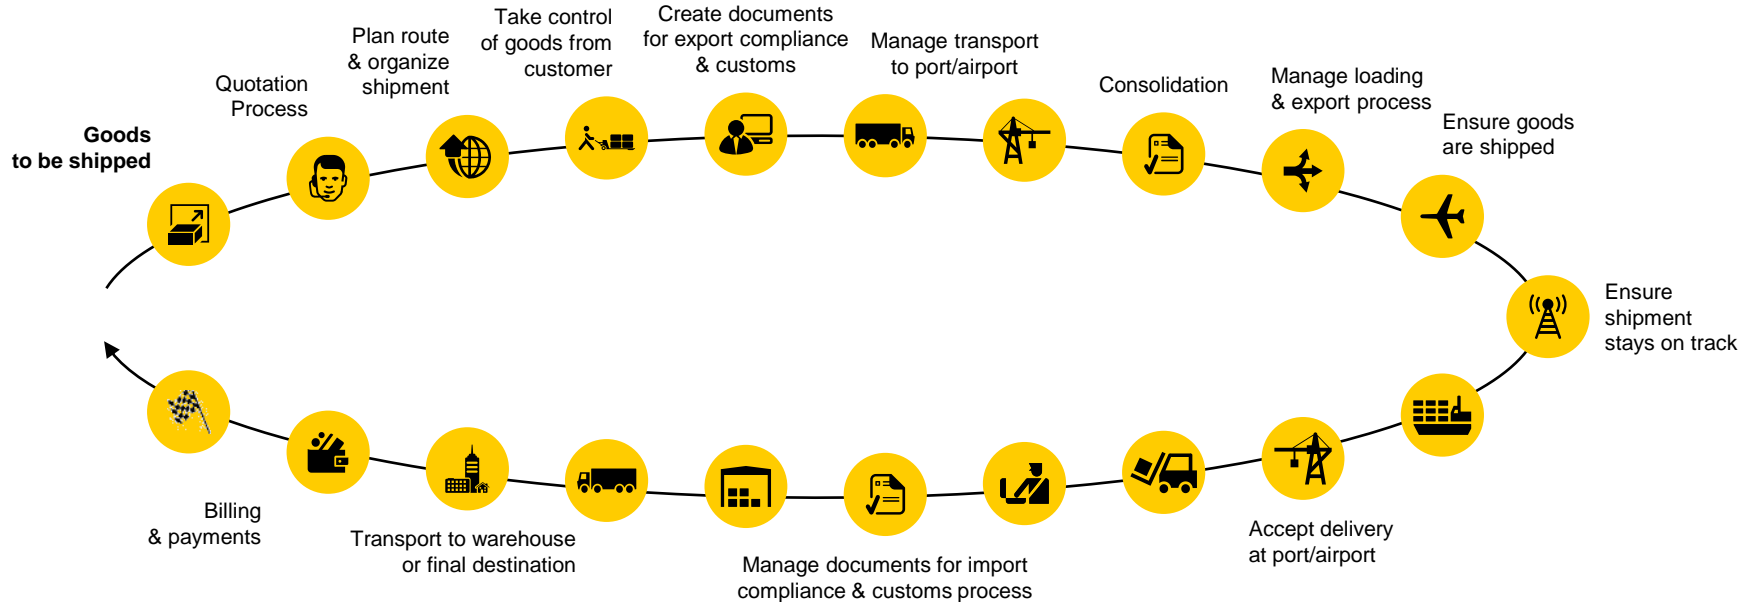 Goods
to be shipped
Quotation
Process
Plan route
& organize
shipment
Take control
of goods from
customer
Create documents
for export compliance
& customs
Manage transport
to port/airport
Consolidation
Manage loading
& export process
Ensure goods
are shipped
Ensure
shipment
stays on track
Accept delivery
at port/airport
Manage documents for import
compliance & customs process
Transport to warehouse
or final destination
Billing
& payments